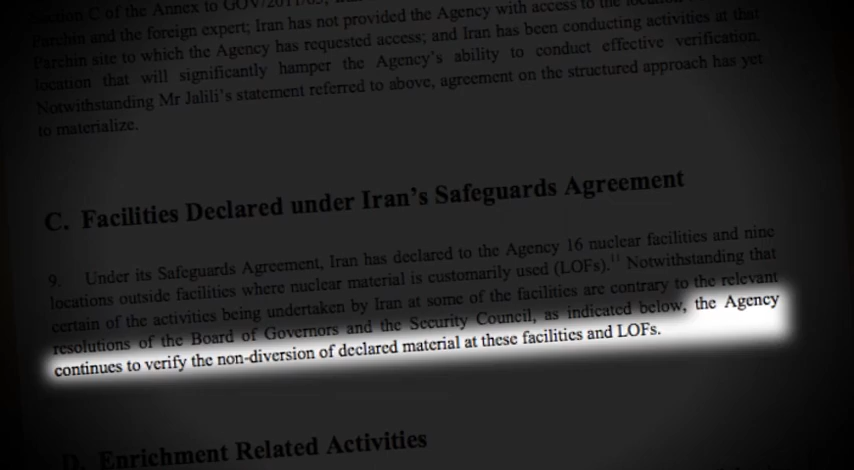 Section C of the Annex to GOV/2011/65,
Parchin and the foreign expert; Iran has not provided the Agency with access to the location
Parchin site to which the Agency has requested access; and Iran has been conducting activities at that
location that will significantly hamper the Agency's ability to conduct effective verification.
Notwithstanding Mr Jalili's statement referred to above, agreement on the structured approach has yet
to materialize.
C. Facilities Declared under Iran's Safeguards Agreement
9. Under its Safeguards Agreement, Iran has declared to the Agency 16 nuclear facilities and nine
locations outside facilities where nuclear material is customarily used (LOFs).11 Notwithstanding that
certain of the activities being undertaken by Iran at some of the facilities are contrary to the relevant
resolutions of the Board of Governors and the Security Council, as indicated below, the Agency
continues to verify the non-diversion of declared material at these facilities and LOFs.
D. Enrichment Related Activities